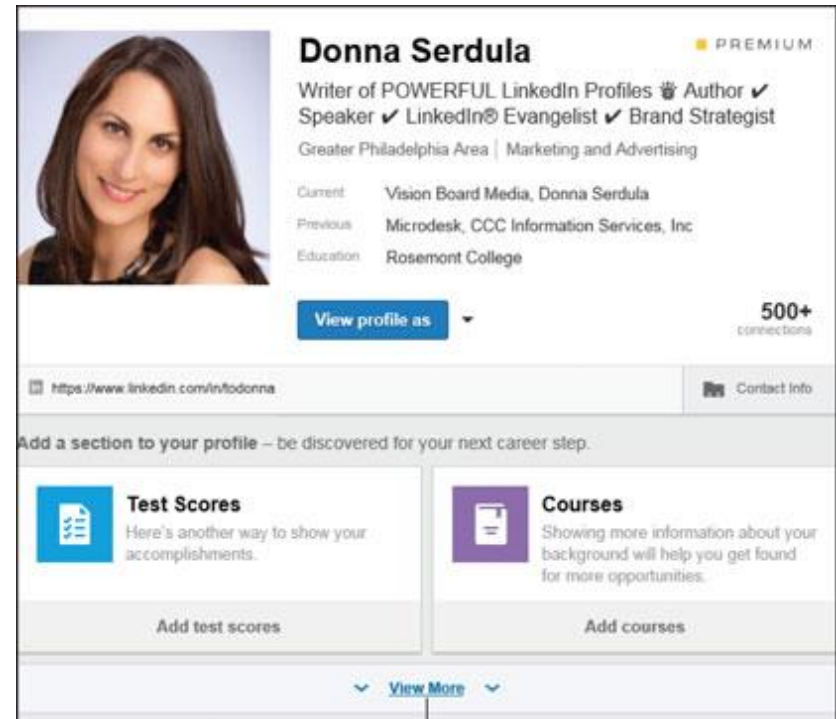 Donna Serdula
PREMIUM
Writer of POWERFUL LinkedIn Profiles Author ✔
Speaker ✔ LinkedIn® Evangelist ✔ Brand Strategist
Greater Philadelphia Area | Marketing and Advertising
Current Vision Board Media, Donna Serdula
Previous Microdesk, CCC Information Services, Inc
Education Rosemont College
View profile as
500+
connections
https://www.linkedin.com/in/todonna
Contact Info
Add a section to your profile – be discovered for your next career step.
Test Scores
Here's another way to show your
accomplishments.
Add test scores
Courses
Showing more information about your
background will help you get found
for more opportunities.
Add courses
View More